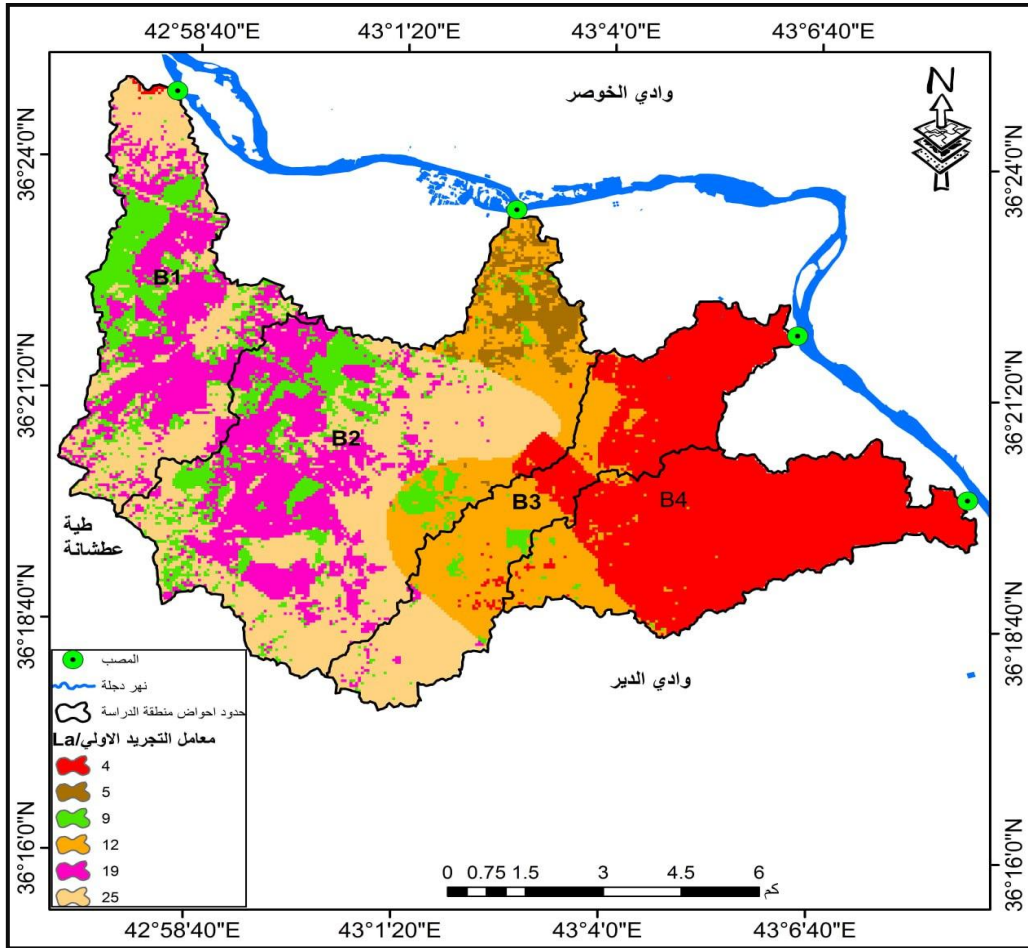 42°58'40"E 43°1'20"E 43°4'0"E 43°6'40"E
وادي الخوصر
N
36°24'0"N 36°24'0"N
B1
36°21'20"N 36°21'20"N
B2
B3 B4
طية
عطشانة
36°18'40"N 36°18'40"N
وادي الدير
المصب
نهر دجلة
حدود احواض منطقة الدراسة
معامل التجريد الاولي/La
4
5
9
12
19
25
0 0.75 1.5 3 4.5 6
كم
36°16'0"N 36°16'0"N
42°58'40"E 43°1'20"E 43°4'0"E 43°6'40"E